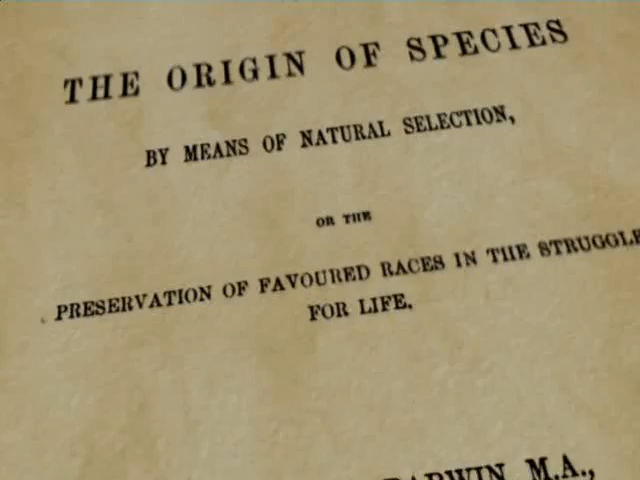 THE ORIGIN OF SPECIES
BY MEANS OF NATURAL SELECTION,
OR THE
PRESERVATION OF FAVOURED RACES IN THE STRUGGLE
FOR LIFE.
DARWIN, M.A.,